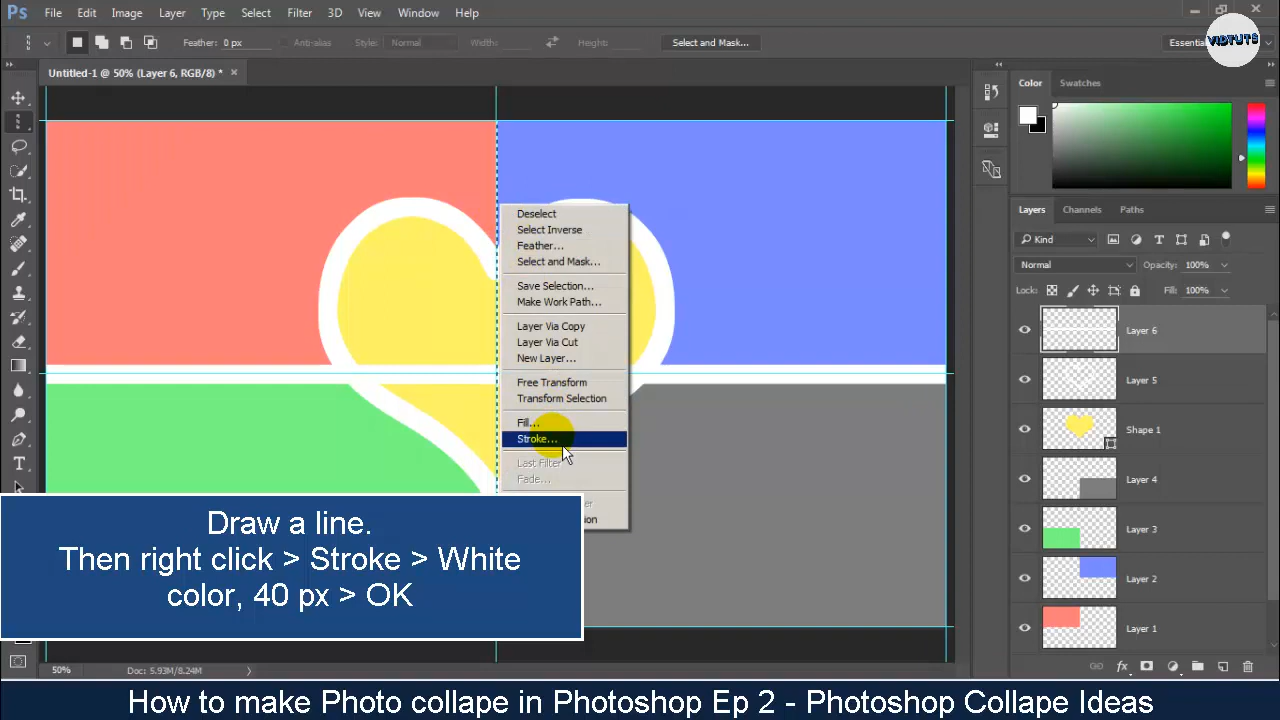 Ps File Edit Image Layer Type Select Filter 3D View Window Help
Feather: 0 px Anti-alias Style: Normal Width: Height: Select and Mask... Essential
VIDTUTS
Untitled-1 @ 50% (Layer 6, RGB/8) * ×
Color Swatches
Deselect
Select Inverse
Feather...
Select and Mask...
Save Selection...
Make Work Path...
Layer Via Copy
Layer Via Cut
New Layer...
Free Transform
Transform Selection
Fill...
Stroke...
Last Filter
Fade...
Layers Channels Paths
Kind
Normal Opacity: 100%
Lock: Fill: 100%
Layer 6
Layer 5
Shape 1
Layer 4
Layer 3
Layer 2
Layer 1
Draw a line.
Then right click > Stroke > White
color, 40 px > OK
50% Doc: 5.93M/8.24M
How to make Photo collape in Photoshop Ep 2 - Photoshop Collape Ideas